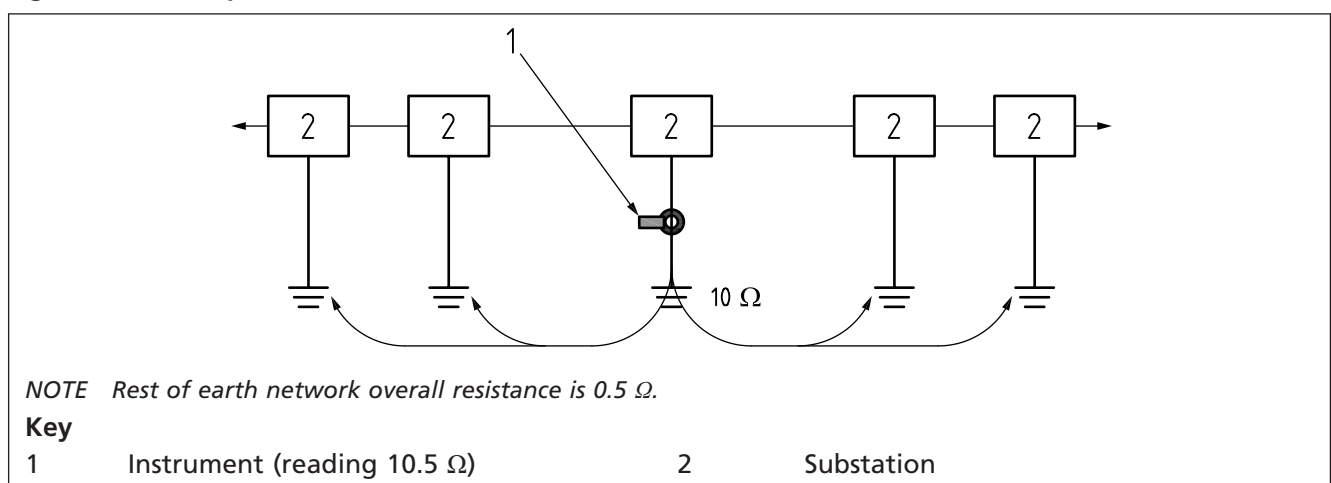 1
2 2 2 2 2
10 Ω
NOTE Rest of earth network overall resistance is 0.5 Ω.
Key
1 Instrument (reading 10.5 Ω) 2 Substation